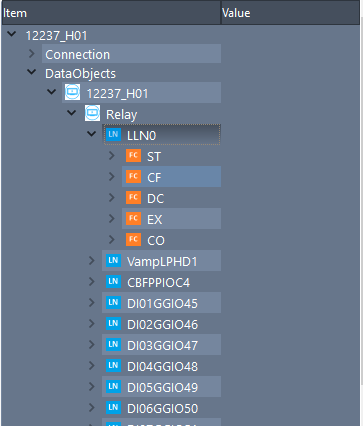 Item Value
12237_H01
Connection
DataObjects
12237_H01
Relay
LN LLN0
FC ST
FC CF
FC DC
FC EX
FC CO
LN VampLPHD1
LN CBFPPIOC4
LN DI01GGIO45
LN DI02GGIO46
LN DI03GGIO47
LN DI04GGIO48
LN DI05GGIO49
LN DI06GGIO50